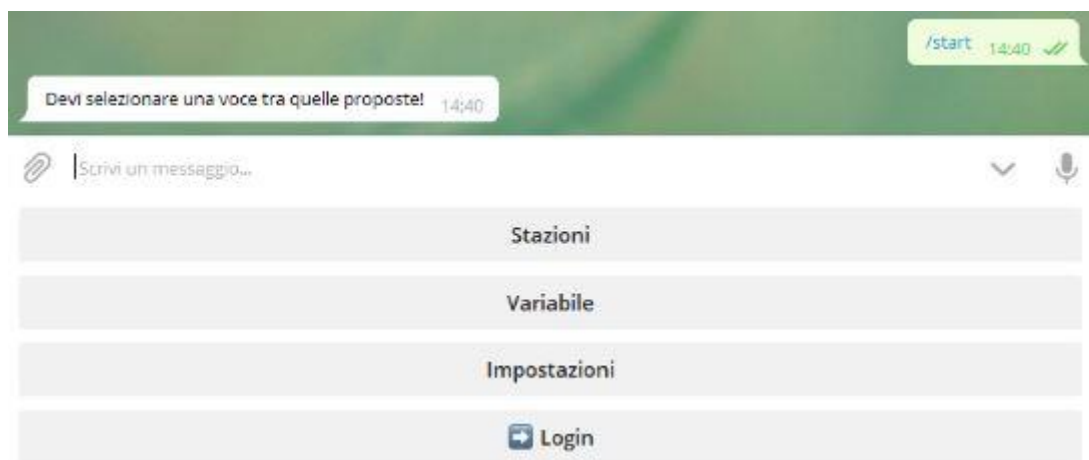 /start 14:40
Devi selezionare una voce tra quelle proposte! 14:40
Scrivi un messaggio...
Stazioni
Variabile
Impostazioni
➡️ Login